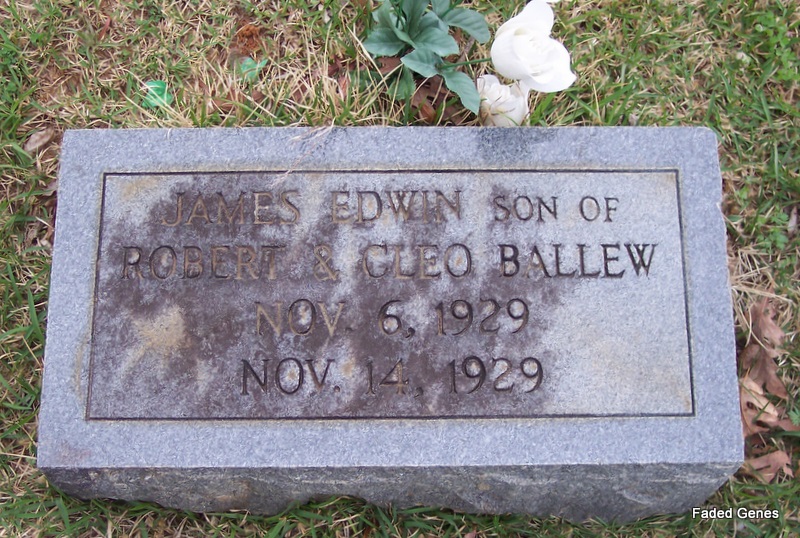 JAMES EDWIN SON OF
ROBERT & CLEO BALLEW
NOV. 6, 1929
NOV. 14, 1929
Faded Genes